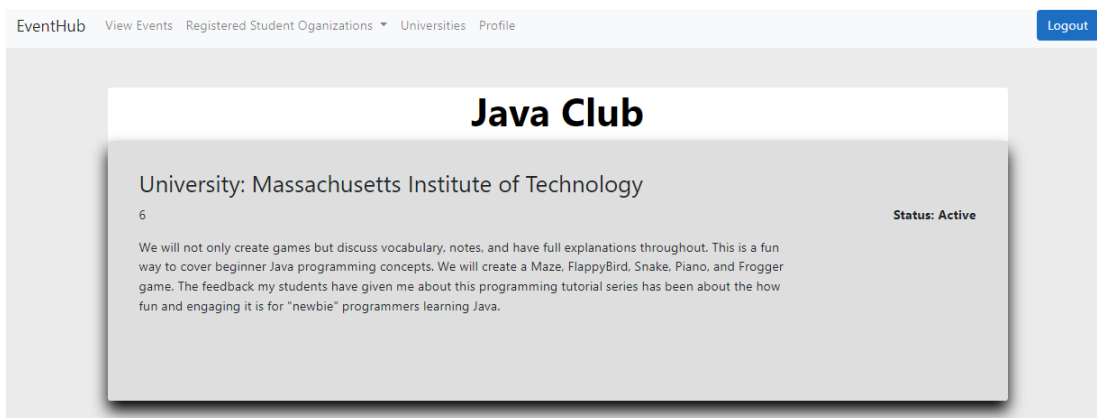 EventHub View Events Registered Student Oganizations Universities Profile Logout
Java Club
University: Massachusetts Institute of Technology
6 Status: Active
We will not only create games but discuss vocabulary, notes, and have full explanations throughout. This is a fun
way to cover beginner Java programming concepts. We will create a Maze, FlappyBird, Snake, Piano, and Frogger
game. The feedback my students have given me about this programming tutorial series has been about the how
fun and engaging it is for "newbie" programmers learning Java.